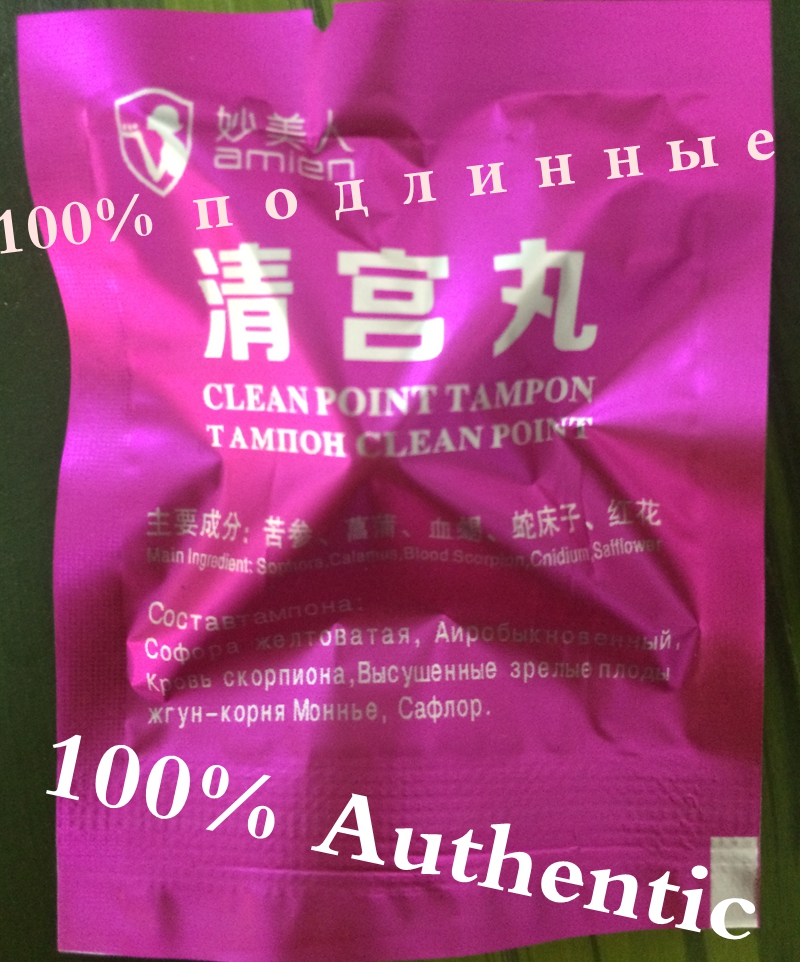 妙美人
amien
100% подлинные
清宫丸
CLEAN POINT TAMPON
ТАМПОН CLEAN POINT
主要成分：苦参、菖蒲、血蝎、蛇床子、红花
Main Ingredient: Sophora,Calamus,Blood Scorpion,Cnidium,Safflower
Состав тампона:
Софора желтоватая, Аиробыкновенный,
Кровь скорпиона,Высушенные зрелые плоды
жгун-корня Моннье, Сафлор.
100% Authentic